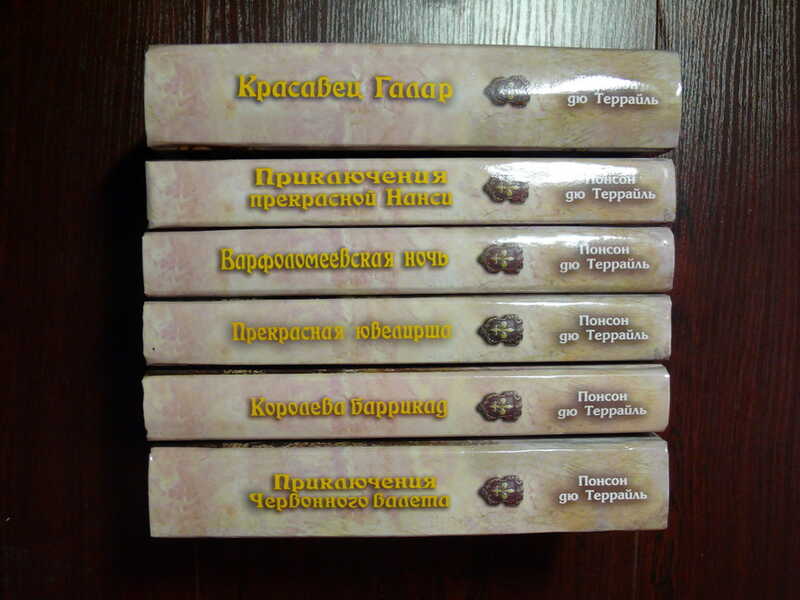 Красавец Галар
дю Террайль
Приключения
прекрасной Нанси
Понсон
дю Террайль
Варфоломеевская ночь
Понсон
дю Террайль
Прекрасная ювелирша
Понсон
дю Террайль
Королева баррикад
Понсон
дю Террайль
Приключения
Червонного валета
Понсон
дю Террайль